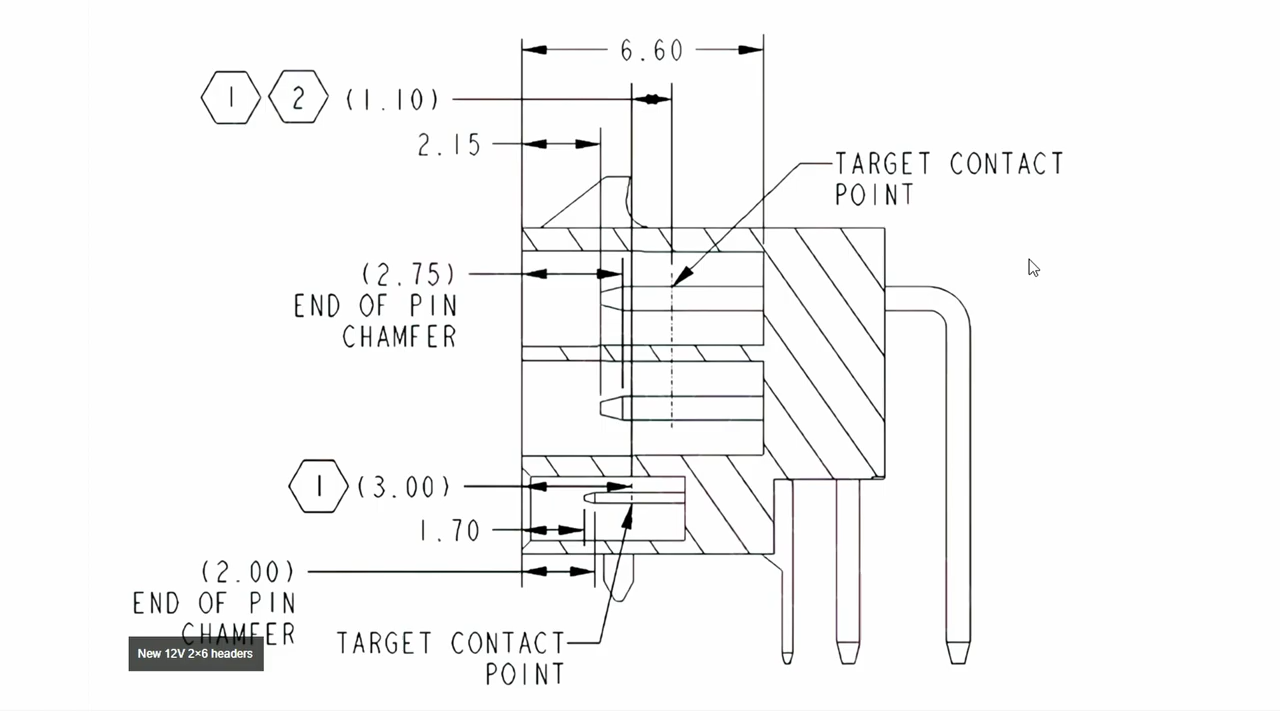 6.60
1 2 (1.10)
2.15
TARGET CONTACT
POINT
(2.75)
END OF PIN
CHAMFER
1 (3.00)
1.70
(2.00)
END OF PIN
CHAMFER
New 12V 2×6 headers
TARGET CONTACT
POINT